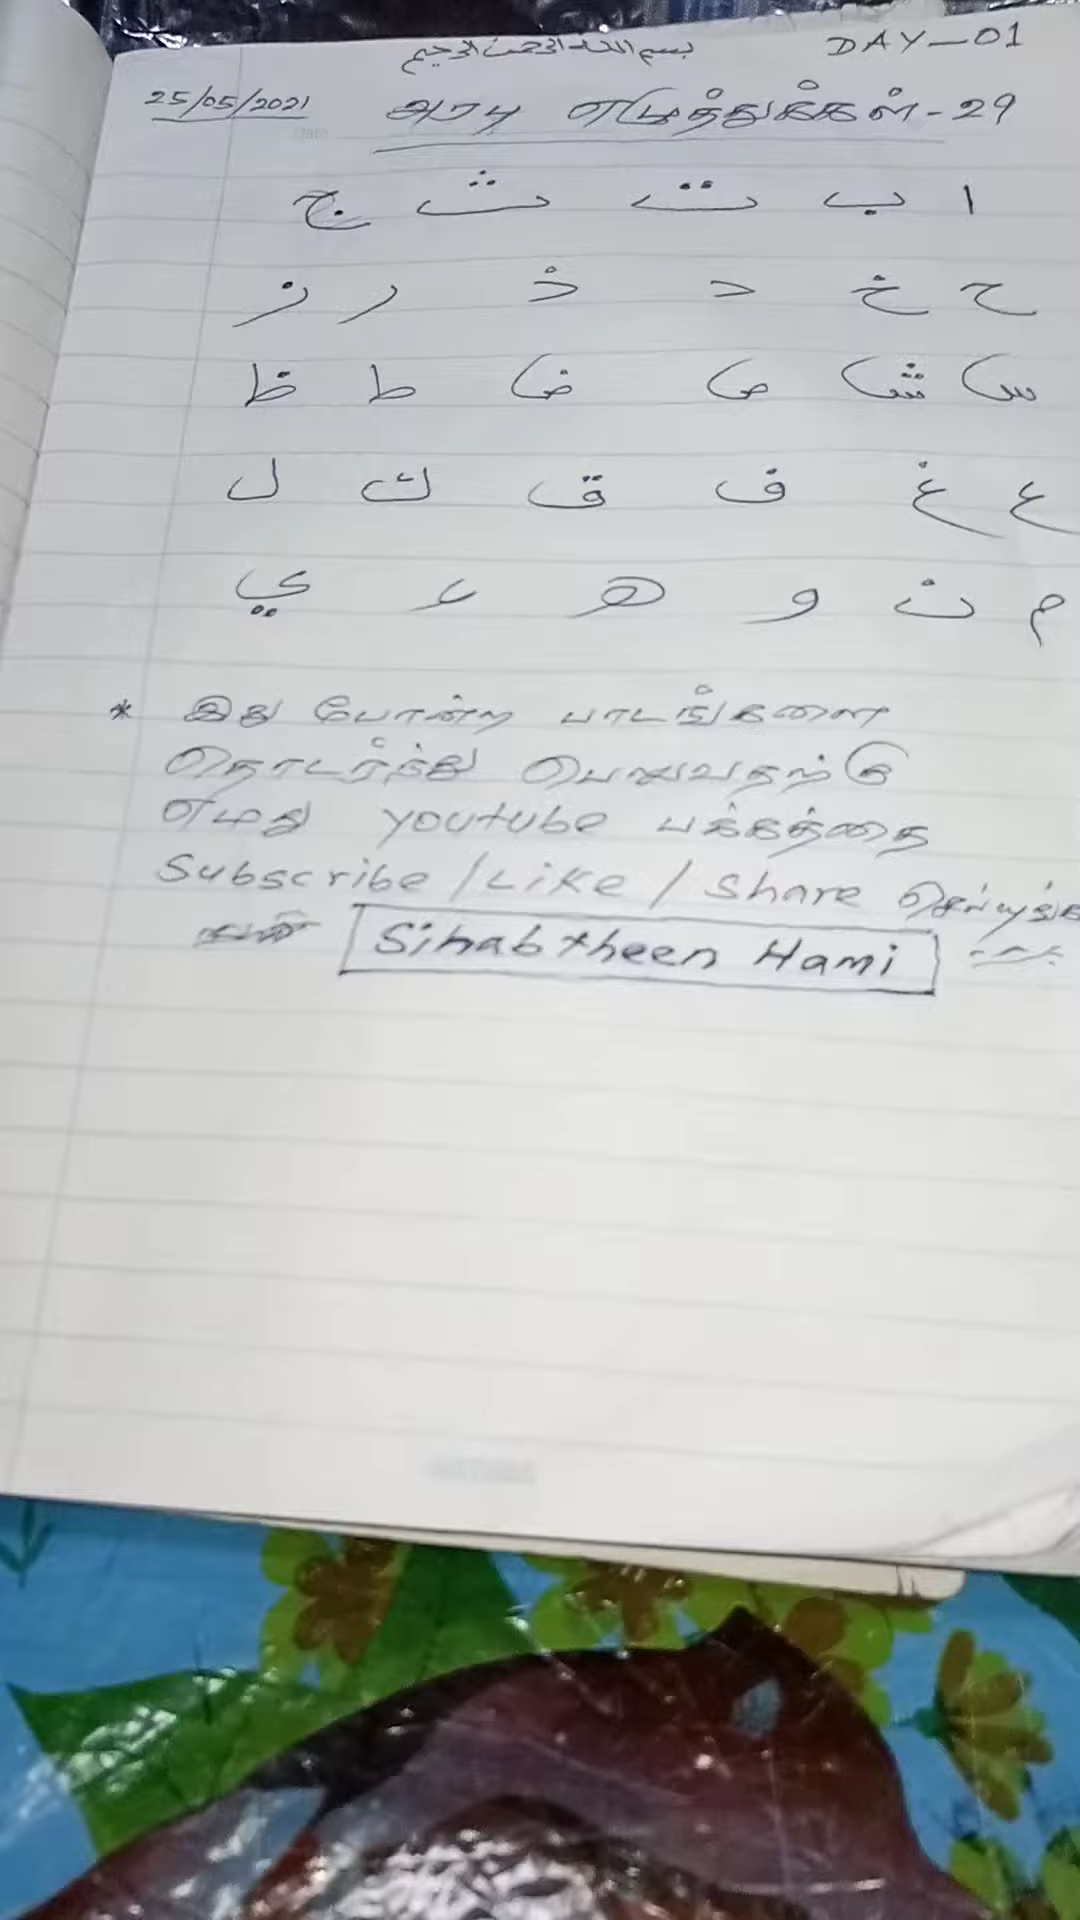 بسم الله الرحمن الرحيم DAY-01
25/05/2021 அரபு எழுத்துக்கள்-29
ا ب ت ث ج
ح خ د ذ ر ز
س ش ص ض ط ظ
ع غ ف ق ك ل
م ن و ه ء ي
* இது போன்ற பாடங்களை
தொடர்ந்து பெறுவதற்கு
எமது youtube பக்கத்தை
Subscribe / Like / Share செய்யுங்க
Sihabtheen Hami